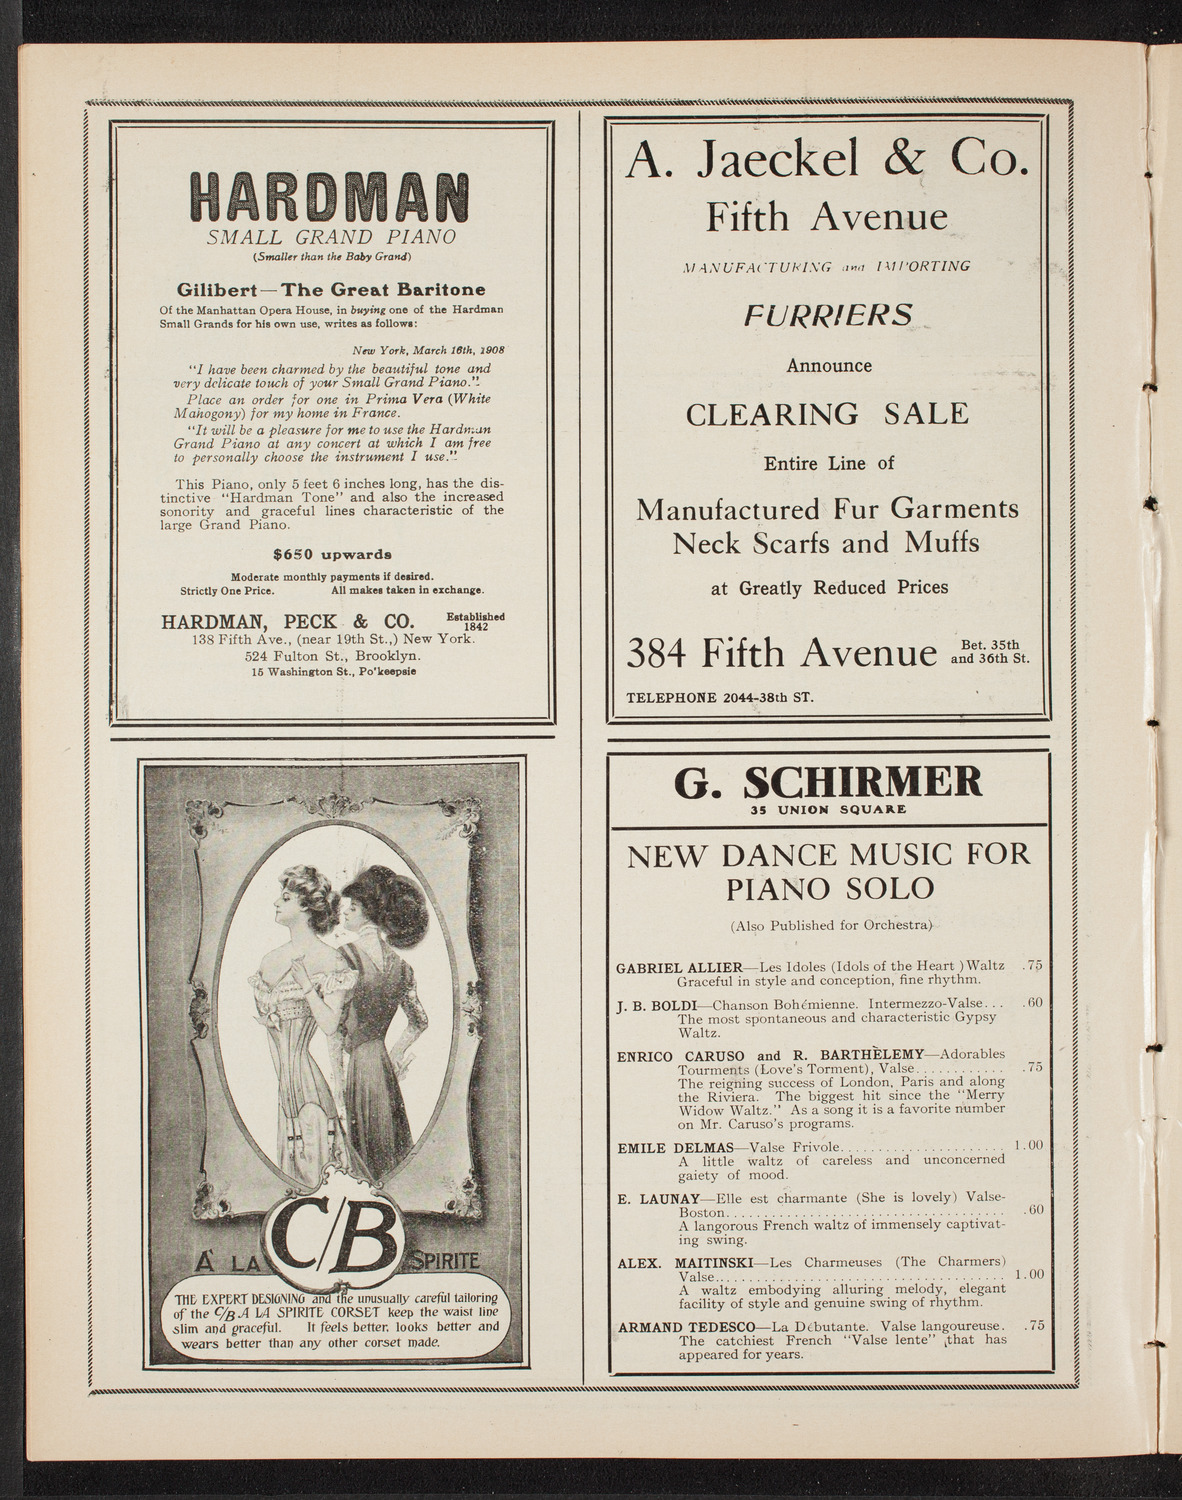 HARDMAN
SMALL GRAND PIANO
(Smaller than the Baby Grand)
Gilibert—The Great Baritone
Of the Manhattan Opera House, in buying one of the Hardman
Small Grands for his own use, writes as follows:
New York, March 16th, 1908
"I have been charmed by the beautiful tone and
very delicate touch of your Small Grand Piano."
Place an order for one in Prima Vera (White
Mahogony) for my home in France.
"It will be a pleasure for me to use the Hardman
Grand Piano at any concert at which I am free
to personally choose the instrument I use."
This Piano, only 5 feet 6 inches long, has the dis-
tinctive "Hardman Tone" and also the increased
sonority and graceful lines characteristic of the
large Grand Piano.
$650 upwards
Moderate monthly payments if desired.
Strictly One Price. All makes taken in exchange.
HARDMAN, PECK & CO. Established 1842
138 Fifth Ave., (near 19th St.,) New York.
524 Fulton St., Brooklyn.
15 Washington St., Po'keepsie
A. Jaeckel & Co.
Fifth Avenue
MANUFACTURING and IMPORTING
FURRIERS
Announce
CLEARING SALE
Entire Line of
Manufactured Fur Garments
Neck Scarfs and Muffs
at Greatly Reduced Prices
384 Fifth Avenue Bet. 35th and 36th St.
TELEPHONE 2044-38th ST.
C/B
A LA SPIRITE
THE EXPERT DESIGNING and the unusually careful tailoring
of the C/B A LA SPIRITE CORSET keep the waist line
slim and graceful. It feels better, looks better and
wears better than any other corset made.
G. SCHIRMER
35 UNION SQUARE
NEW DANCE MUSIC FOR
PIANO SOLO
(Also Published for Orchestra)
GABRIEL ALLIER—Les Idoles (Idols of the Heart ) Waltz .75
Graceful in style and conception, fine rhythm.
J. B. BOLDI—Chanson Bohémienne. Intermezzo-Valse... .60
The most spontaneous and characteristic Gypsy
Waltz.
ENRICO CARUSO and R. BARTHÈLEMY—Adorables
Tourments (Love's Torment), Valse............ .75
The reigning success of London, Paris and along
the Riviera. The biggest hit since the "Merry
Widow Waltz." As a song it is a favorite number
on Mr. Caruso's programs.
EMILE DELMAS—Valse Frivole...................... 1.00
A little waltz of careless and unconcerned
gaiety of mood.
E. LAUNAY—Elle est charmante (She is lovely) Valse-
Boston................................... .60
A langorous French waltz of immensely captivat-
ing swing.
ALEX. MAITINSKI—Les Charmeuses (The Charmers)
Valse.................................... 1.00
A waltz embodying alluring melody, elegant
facility of style and genuine swing of rhythm.
ARMAND TEDESCO—La Débutante. Valse langoureuse. .75
The catchiest French "Valse lente" that has
appeared for years.